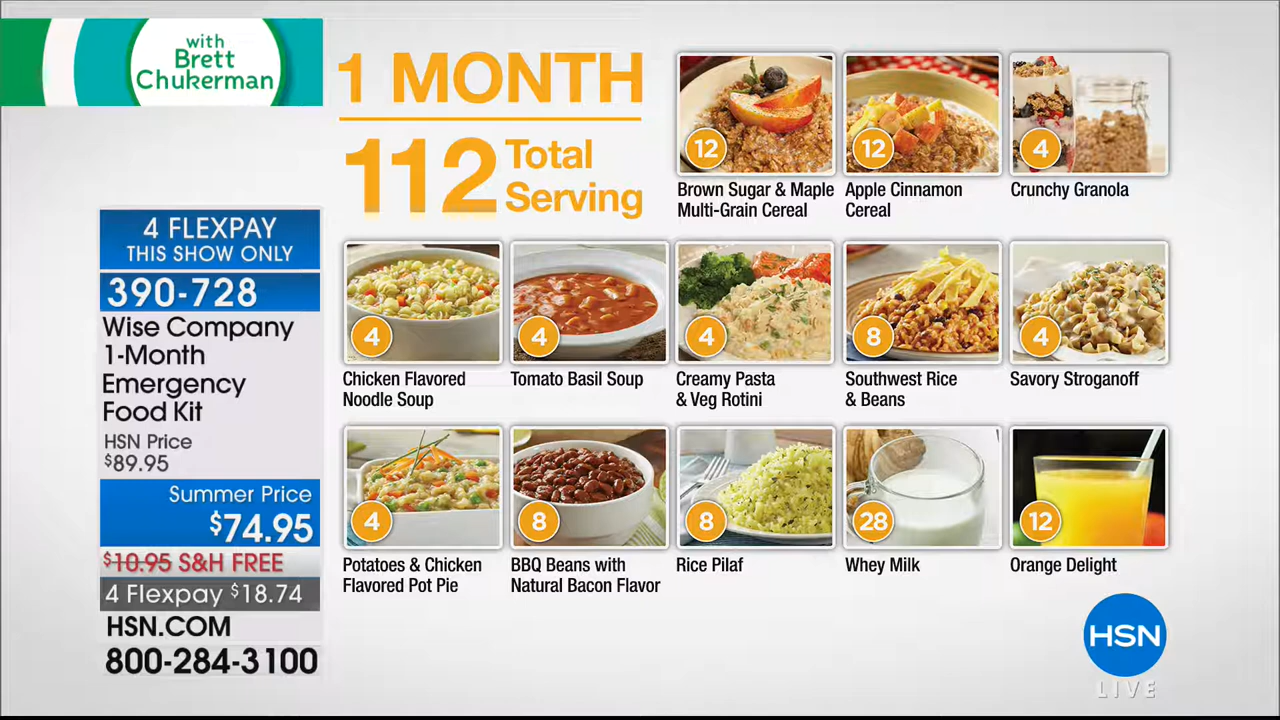 with
Brett
Chukerman
4 FLEXPAY
THIS SHOW ONLY
390-728
Wise Company
1-Month
Emergency
Food Kit
HSN Price
$89.95
Summer Price
$74.95
$10.95 S&H FREE
4 Flexpay $18.74
HSN.COM
800-284-3100
1 MONTH
112 Total
Serving
12
Brown Sugar & Maple
Multi-Grain Cereal
12
Apple Cinnamon
Cereal
4
Crunchy Granola
4
Chicken Flavored
Noodle Soup
4
Tomato Basil Soup
4
Creamy Pasta
& Veg Rotini
8
Southwest Rice
& Beans
4
Savory Stroganoff
4
Potatoes & Chicken
Flavored Pot Pie
8
BBQ Beans with
Natural Bacon Flavor
8
Rice Pilaf
28
Whey Milk
12
Orange Delight
HSN
LIVE